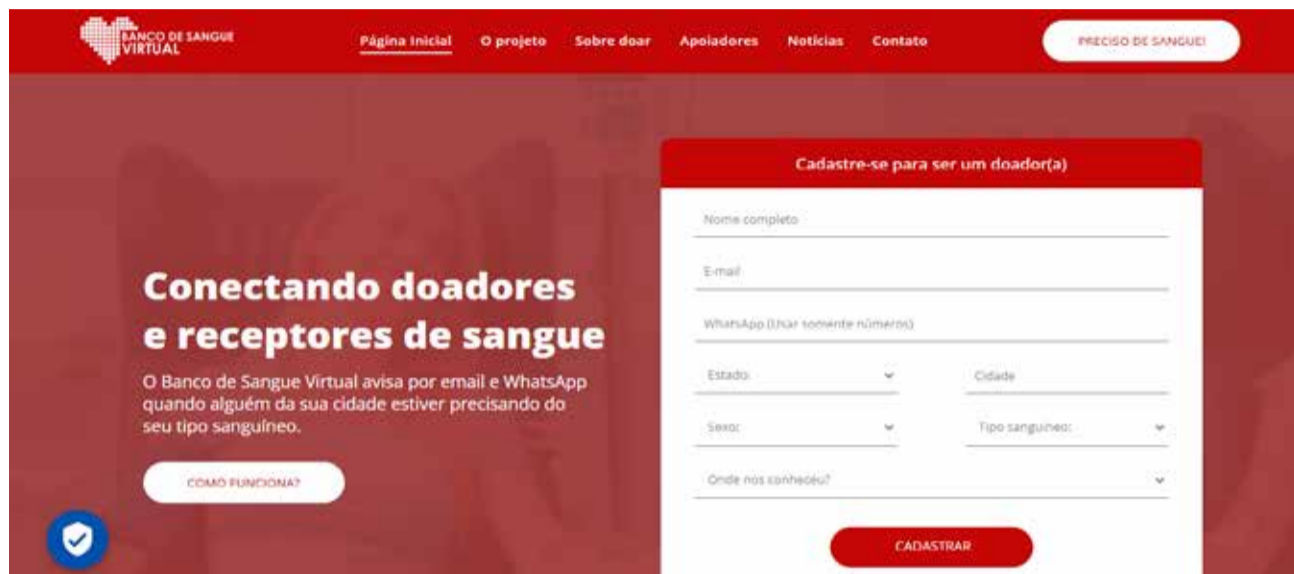 BANCO DE SANGUE
VIRTUAL
Página Inicial
O projeto
Sobre doar
Apoiadores
Notícias
Contato
PRECISO DE SANGUE!
Cadastre-se para ser um doador(a)
Nome completo
E-mail
WhatsApp (Usar somente números)
Estado:
Cidade
Sexo:
Tipo sanguíneo:
Onde nos conheceu?
CADASTRAR
Conectando doadores
e receptores de sangue
O Banco de Sangue Virtual avisa por email e WhatsApp
quando alguém da sua cidade estiver precisando do
seu tipo sanguíneo.
COMO FUNCIONA?